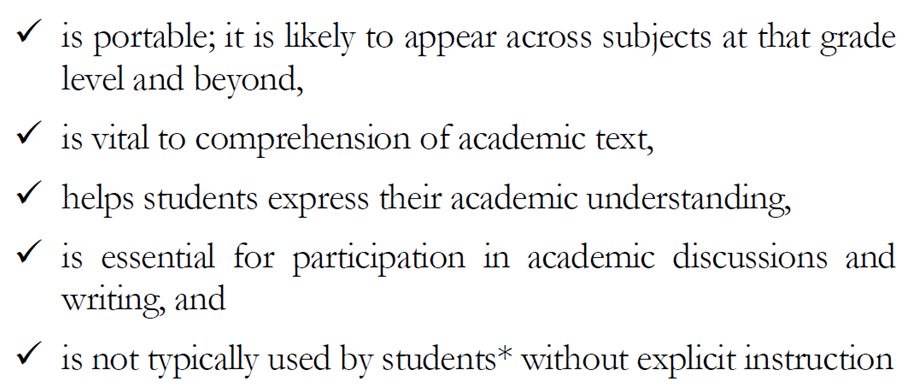 ✓ is portable; it is likely to appear across subjects at that grade
level and beyond,
✓ is vital to comprehension of academic text,
✓ helps students express their academic understanding,
✓ is essential for participation in academic discussions and
writing, and
✓ is not typically used by students* without explicit instruction